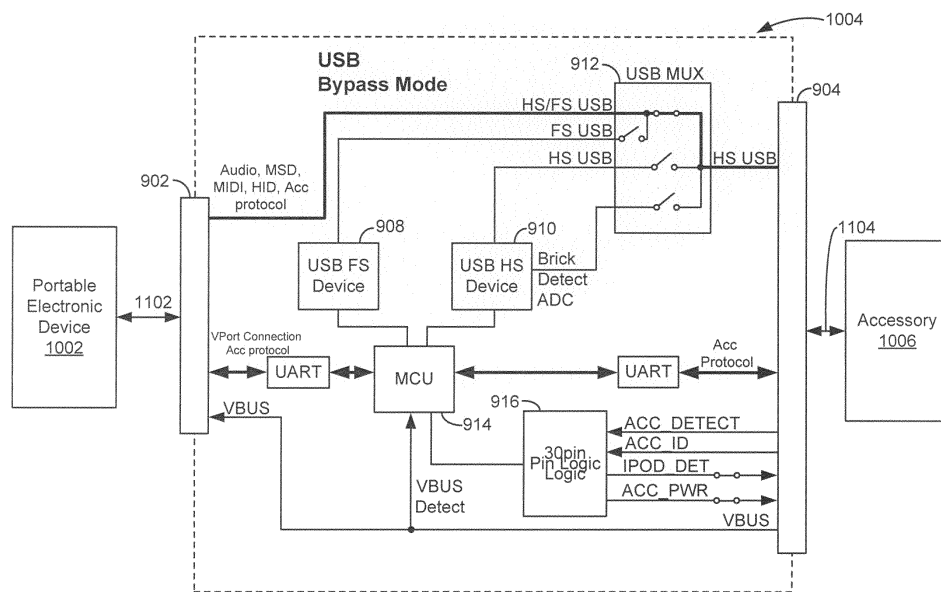 1004
USB
Bypass Mode
912
USB MUX
904
HS/FS USB
FS USB
HS USB
HS USB
902
Audio, MSD,
MIDI, HID, Acc
protocol
908
910
1104
USB FS
Device
USB HS
Device
Brick
Detect
ADC
Portable
Electronic
Device
1002
1102
Accessory
1006
VPort Connection
Acc protocol
UART
MCU
UART
Acc
Protocol
914
916
VBUS
30pin
Pin Logic
Logic
ACC_DETECT
ACC_ID
IPOD_DET
ACC_PWR
VBUS
Detect
VBUS